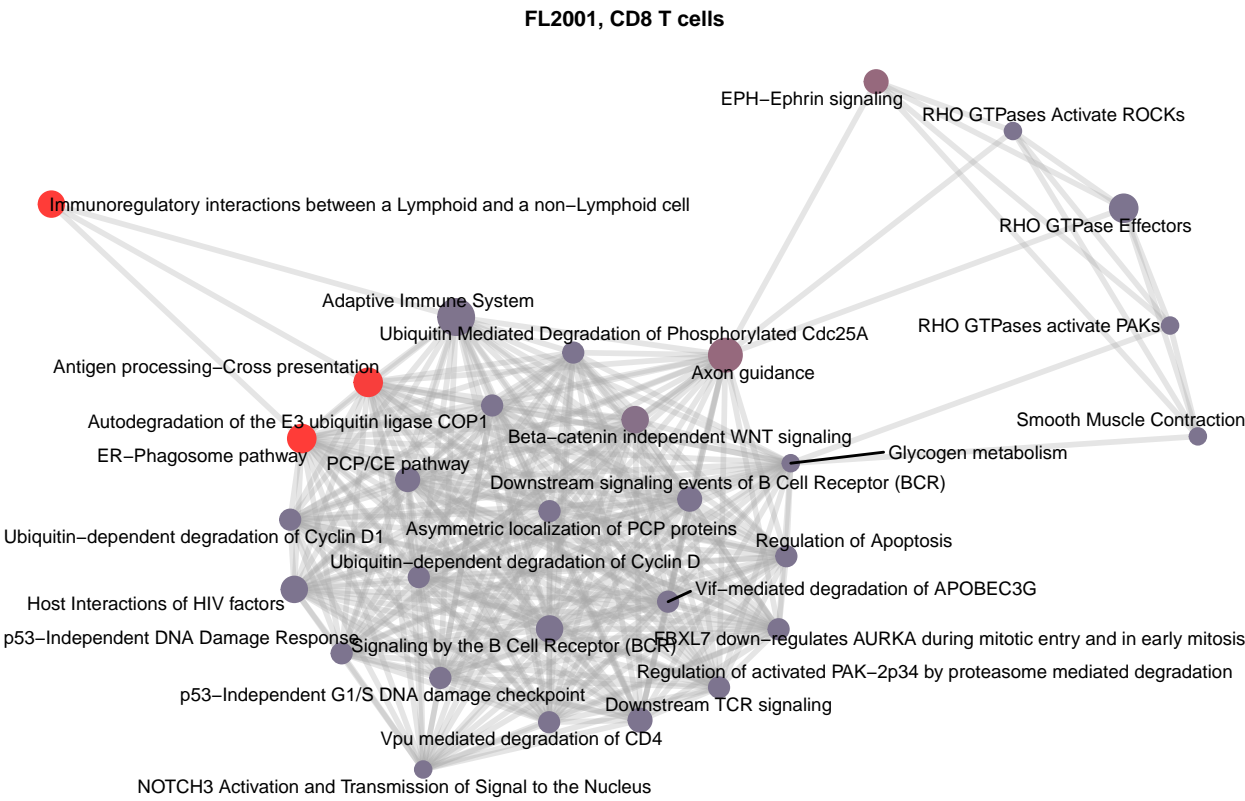 FL2001, CD8 T cells
EPH−Ephrin signaling
RHO GTPases Activate ROCKs
Immunoregulatory interactions between a Lymphoid and a non−Lymphoid cell
RHO GTPase Effectors
Adaptive Immune System
RHO GTPases activate PAKs
Ubiquitin Mediated Degradation of Phosphorylated Cdc25A
Antigen processing−Cross presentation
Axon guidance
Autodegradation of the E3 ubiquitin ligase COP1
Smooth Muscle Contraction
Beta−catenin independent WNT signaling
Glycogen metabolism
ER−Phagosome pathway
PCP/CE pathway
Downstream signaling events of B Cell Receptor (BCR)
Asymmetric localization of PCP proteins
Ubiquitin−dependent degradation of Cyclin D1
Regulation of Apoptosis
Ubiquitin−dependent degradation of Cyclin D
Vif−mediated degradation of APOBEC3G
Host Interactions of HIV factors
p53−Independent DNA Damage Response
Signaling by the B Cell Receptor (BCR)
FBXL7 down−regulates AURKA during mitotic entry and in early mitosis
Regulation of activated PAK−2p34 by proteasome mediated degradation
p53−Independent G1/S DNA damage checkpoint
Downstream TCR signaling
Vpu mediated degradation of CD4
NOTCH3 Activation and Transmission of Signal to the Nucleus